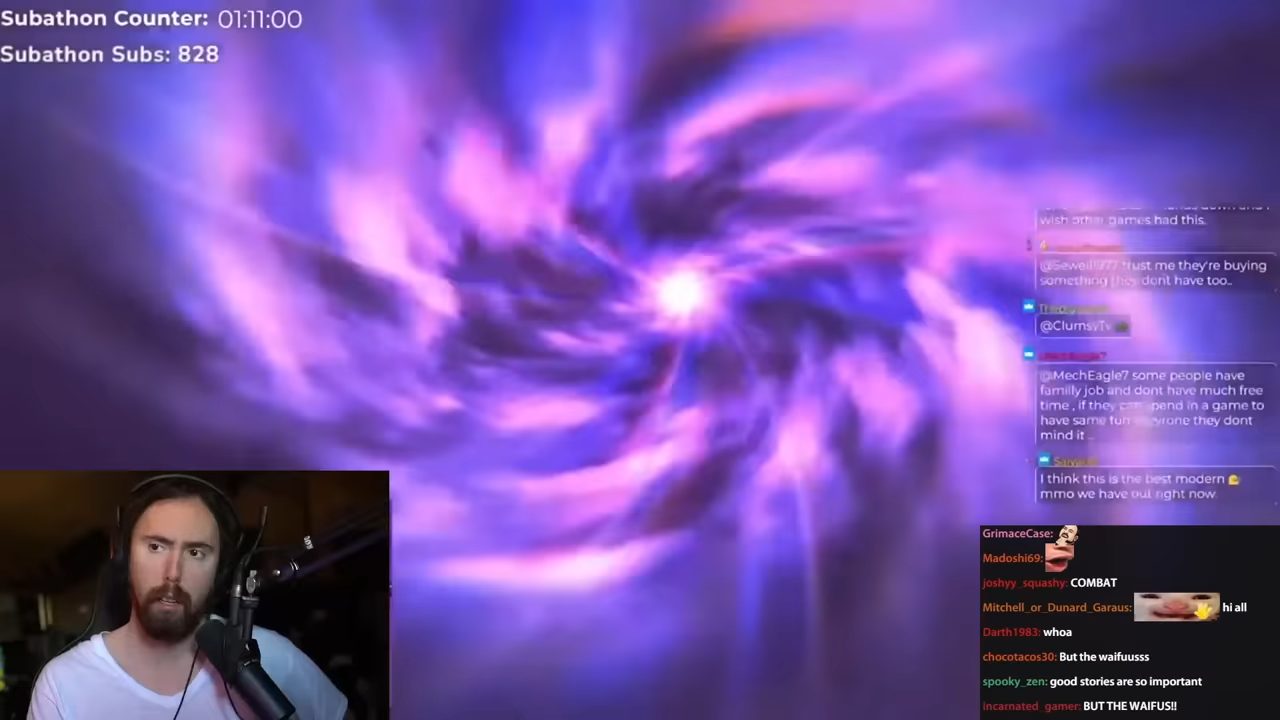 Subathon Counter: 01:11:00
Subathon Subs: 828
wish other games had this.
@Sewell1977 trust me they're buying
something they dont have too..
@ClumsyTv
@MechEagle7 some people have
familly job and dont have much free
time , if they can spend in a game to
have same fun they dont
mind it ..
I think this is the best modern
mmo we have out right now.
GrimaceCase:
Madoshi69:
joshyy_squashy: COMBAT
Mitchell_or_Dunard_Garaus: hi all
Darth1983: whoa
chocotacos30: But the waifuusss
spooky_zen: good stories are so important
incarnated_gamer: BUT THE WAIFUS!!